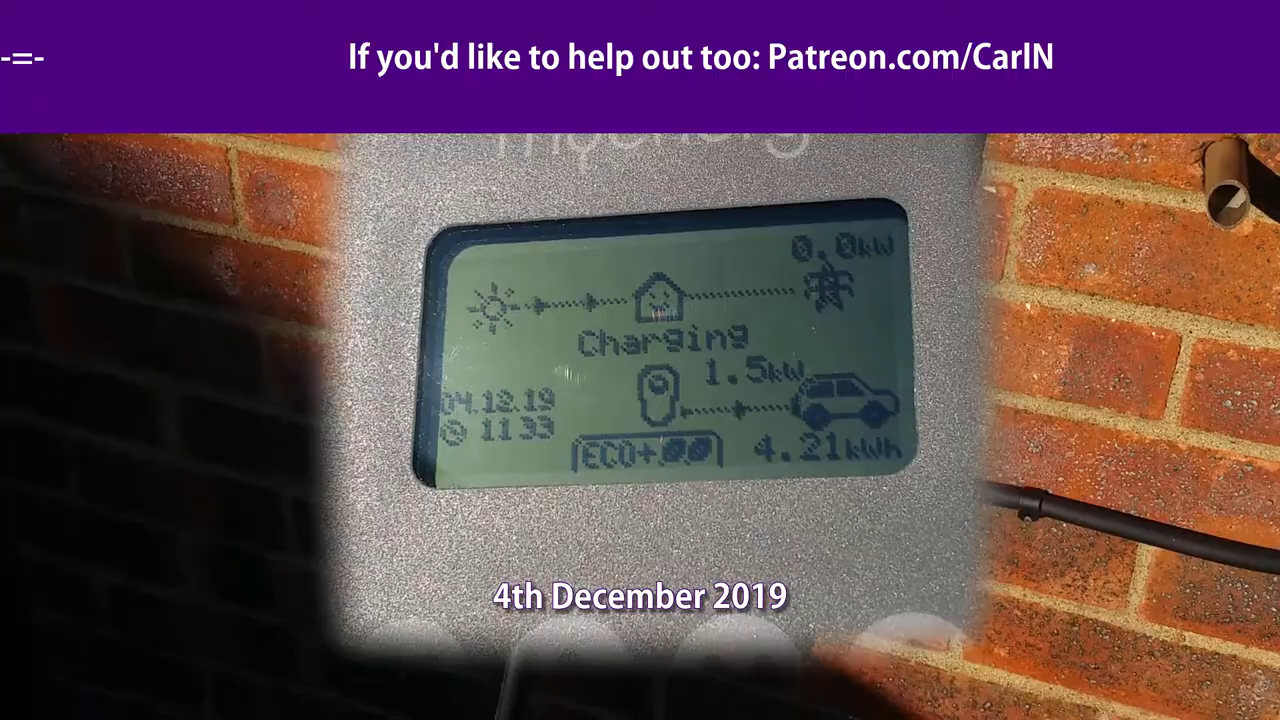 -=- If you'd like to help out too: Patreon.com/CarlN
0.0kW
Charging
1.5kW
04.12.19
11:33
ECO+
4.21kWh
4th December 2019